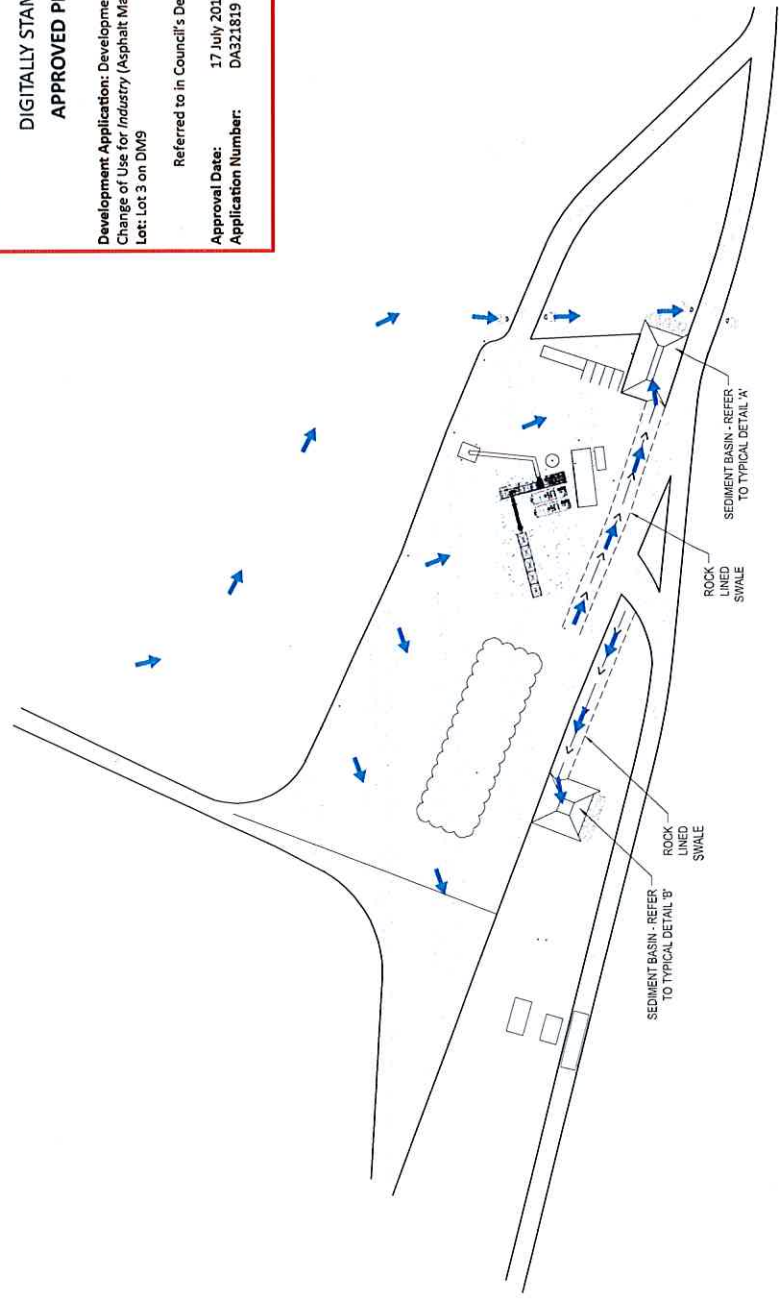 DIGITALLY STAN
APPROVED P
Development Application: Developme
Change of Use for Industry (Asphalt Ma
Lot: Lot 3 on DM9
Referred to in Council's De
Approval Date: 17 July 201
Application Number: DA321819
SEDIMENT BASIN - REFER
TO TYPICAL DETAIL 'A'
ROCK
LINED
SWALE
ROCK
LINED
SWALE
SEDIMENT BASIN - REFER
TO TYPICAL DETAIL 'B'